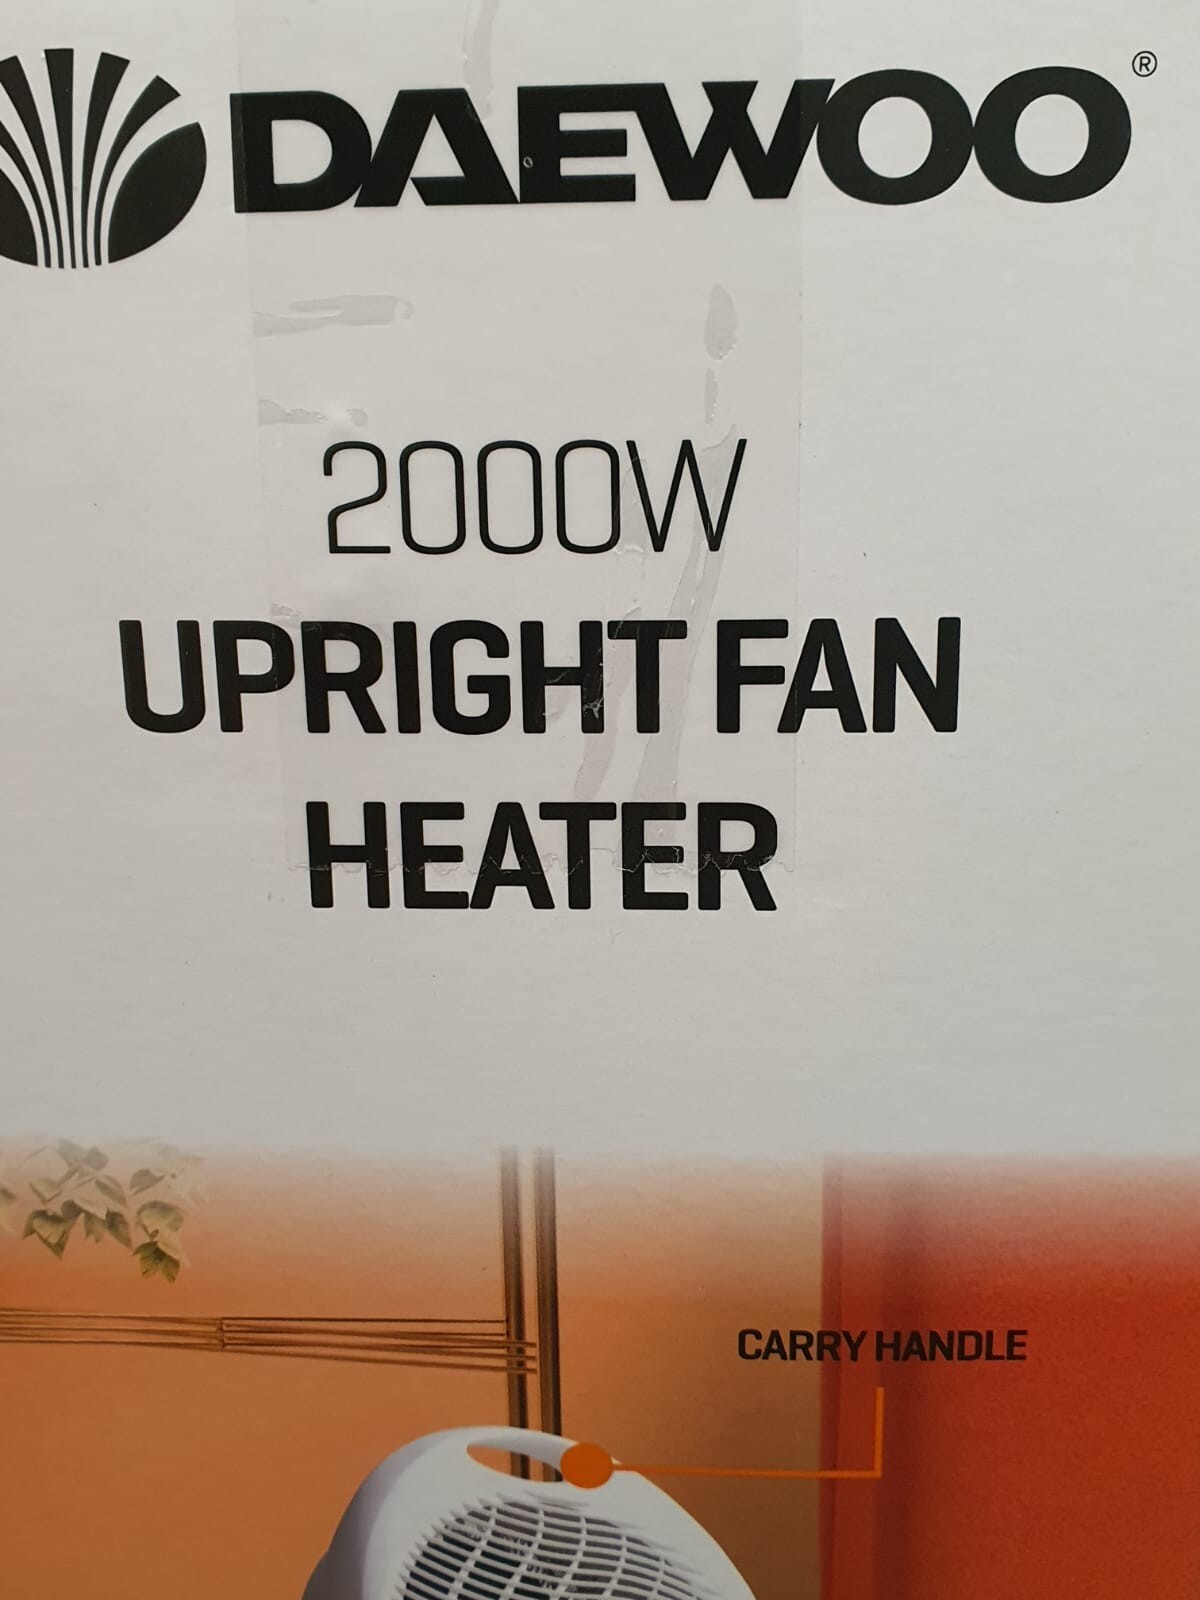 DAEWOO®
2000W
UPRIGHT FAN
HEATER
CARRY HANDLE